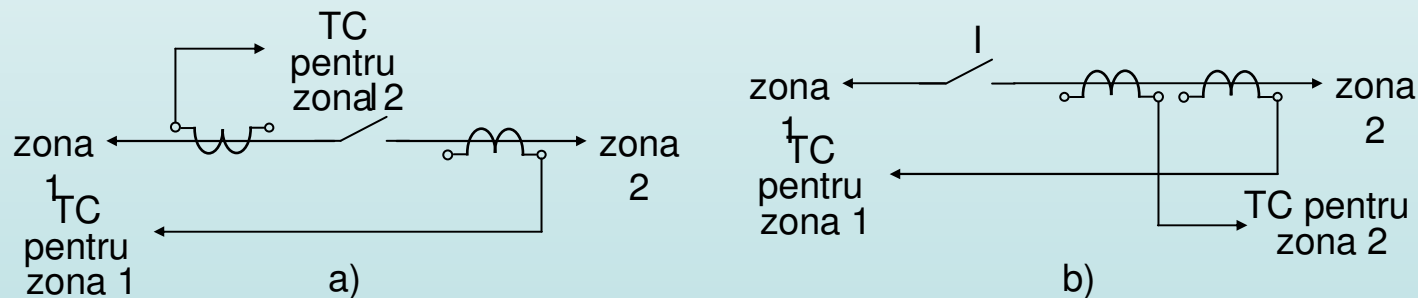 TC
pentru
zona 2
I
zona
1
zona
2
TC
pentru
zona 1
a)
I
zona
1
zona
2
TC
pentru
zona 1
TC pentru
zona 2
b)